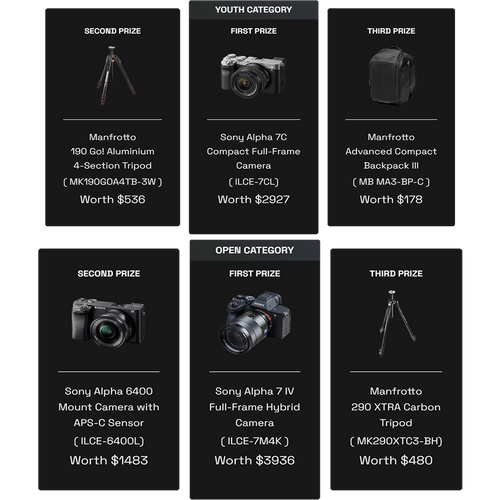 YOUTH CATEGORY
SECOND PRIZE
Manfrotto
190 Go! Aluminium
4-Section Tripod
( MK190GOA4TB-3W )
Worth $536
FIRST PRIZE
Sony Alpha 7C
Compact Full-Frame
Camera
( ILCE-7CL)
Worth $2927
THIRD PRIZE
Manfrotto
Advanced Compact
Backpack III
( MB MA3-BP-C )
Worth $178
OPEN CATEGORY
SECOND PRIZE
Sony Alpha 6400
Mount Camera with
APS-C Sensor
( ILCE-6400L)
Worth $1483
FIRST PRIZE
SONY
Sony Alpha 7 IV
Full-Frame Hybrid
Camera
( ILCE-7M4K )
Worth $3936
THIRD PRIZE
Manfrotto
290 XTRA Carbon
Tripod
( MK290XTC3-BH)
Worth $480